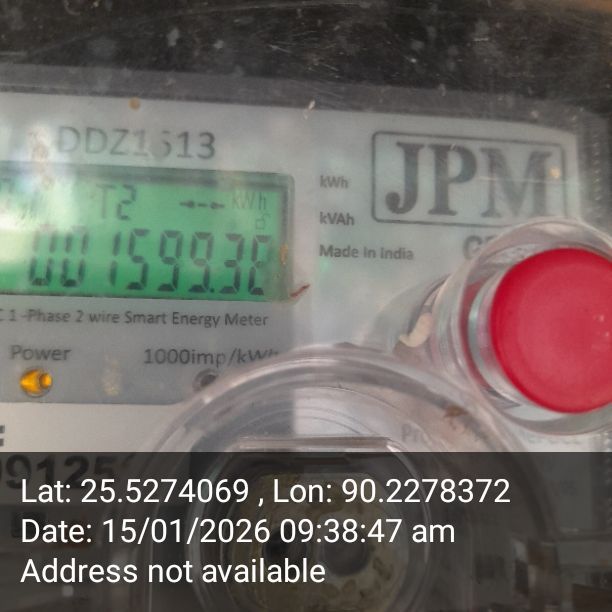 DDZ1513
JPM
T2 kWh
001599.38
kWh
kVAh
Made in India
1-Phase 2 wire Smart Energy Meter
Power
1000imp/kWh
Lat: 25.5274069 , Lon: 90.2278372
Date: 15/01/2026 09:38:47 am
Address not available